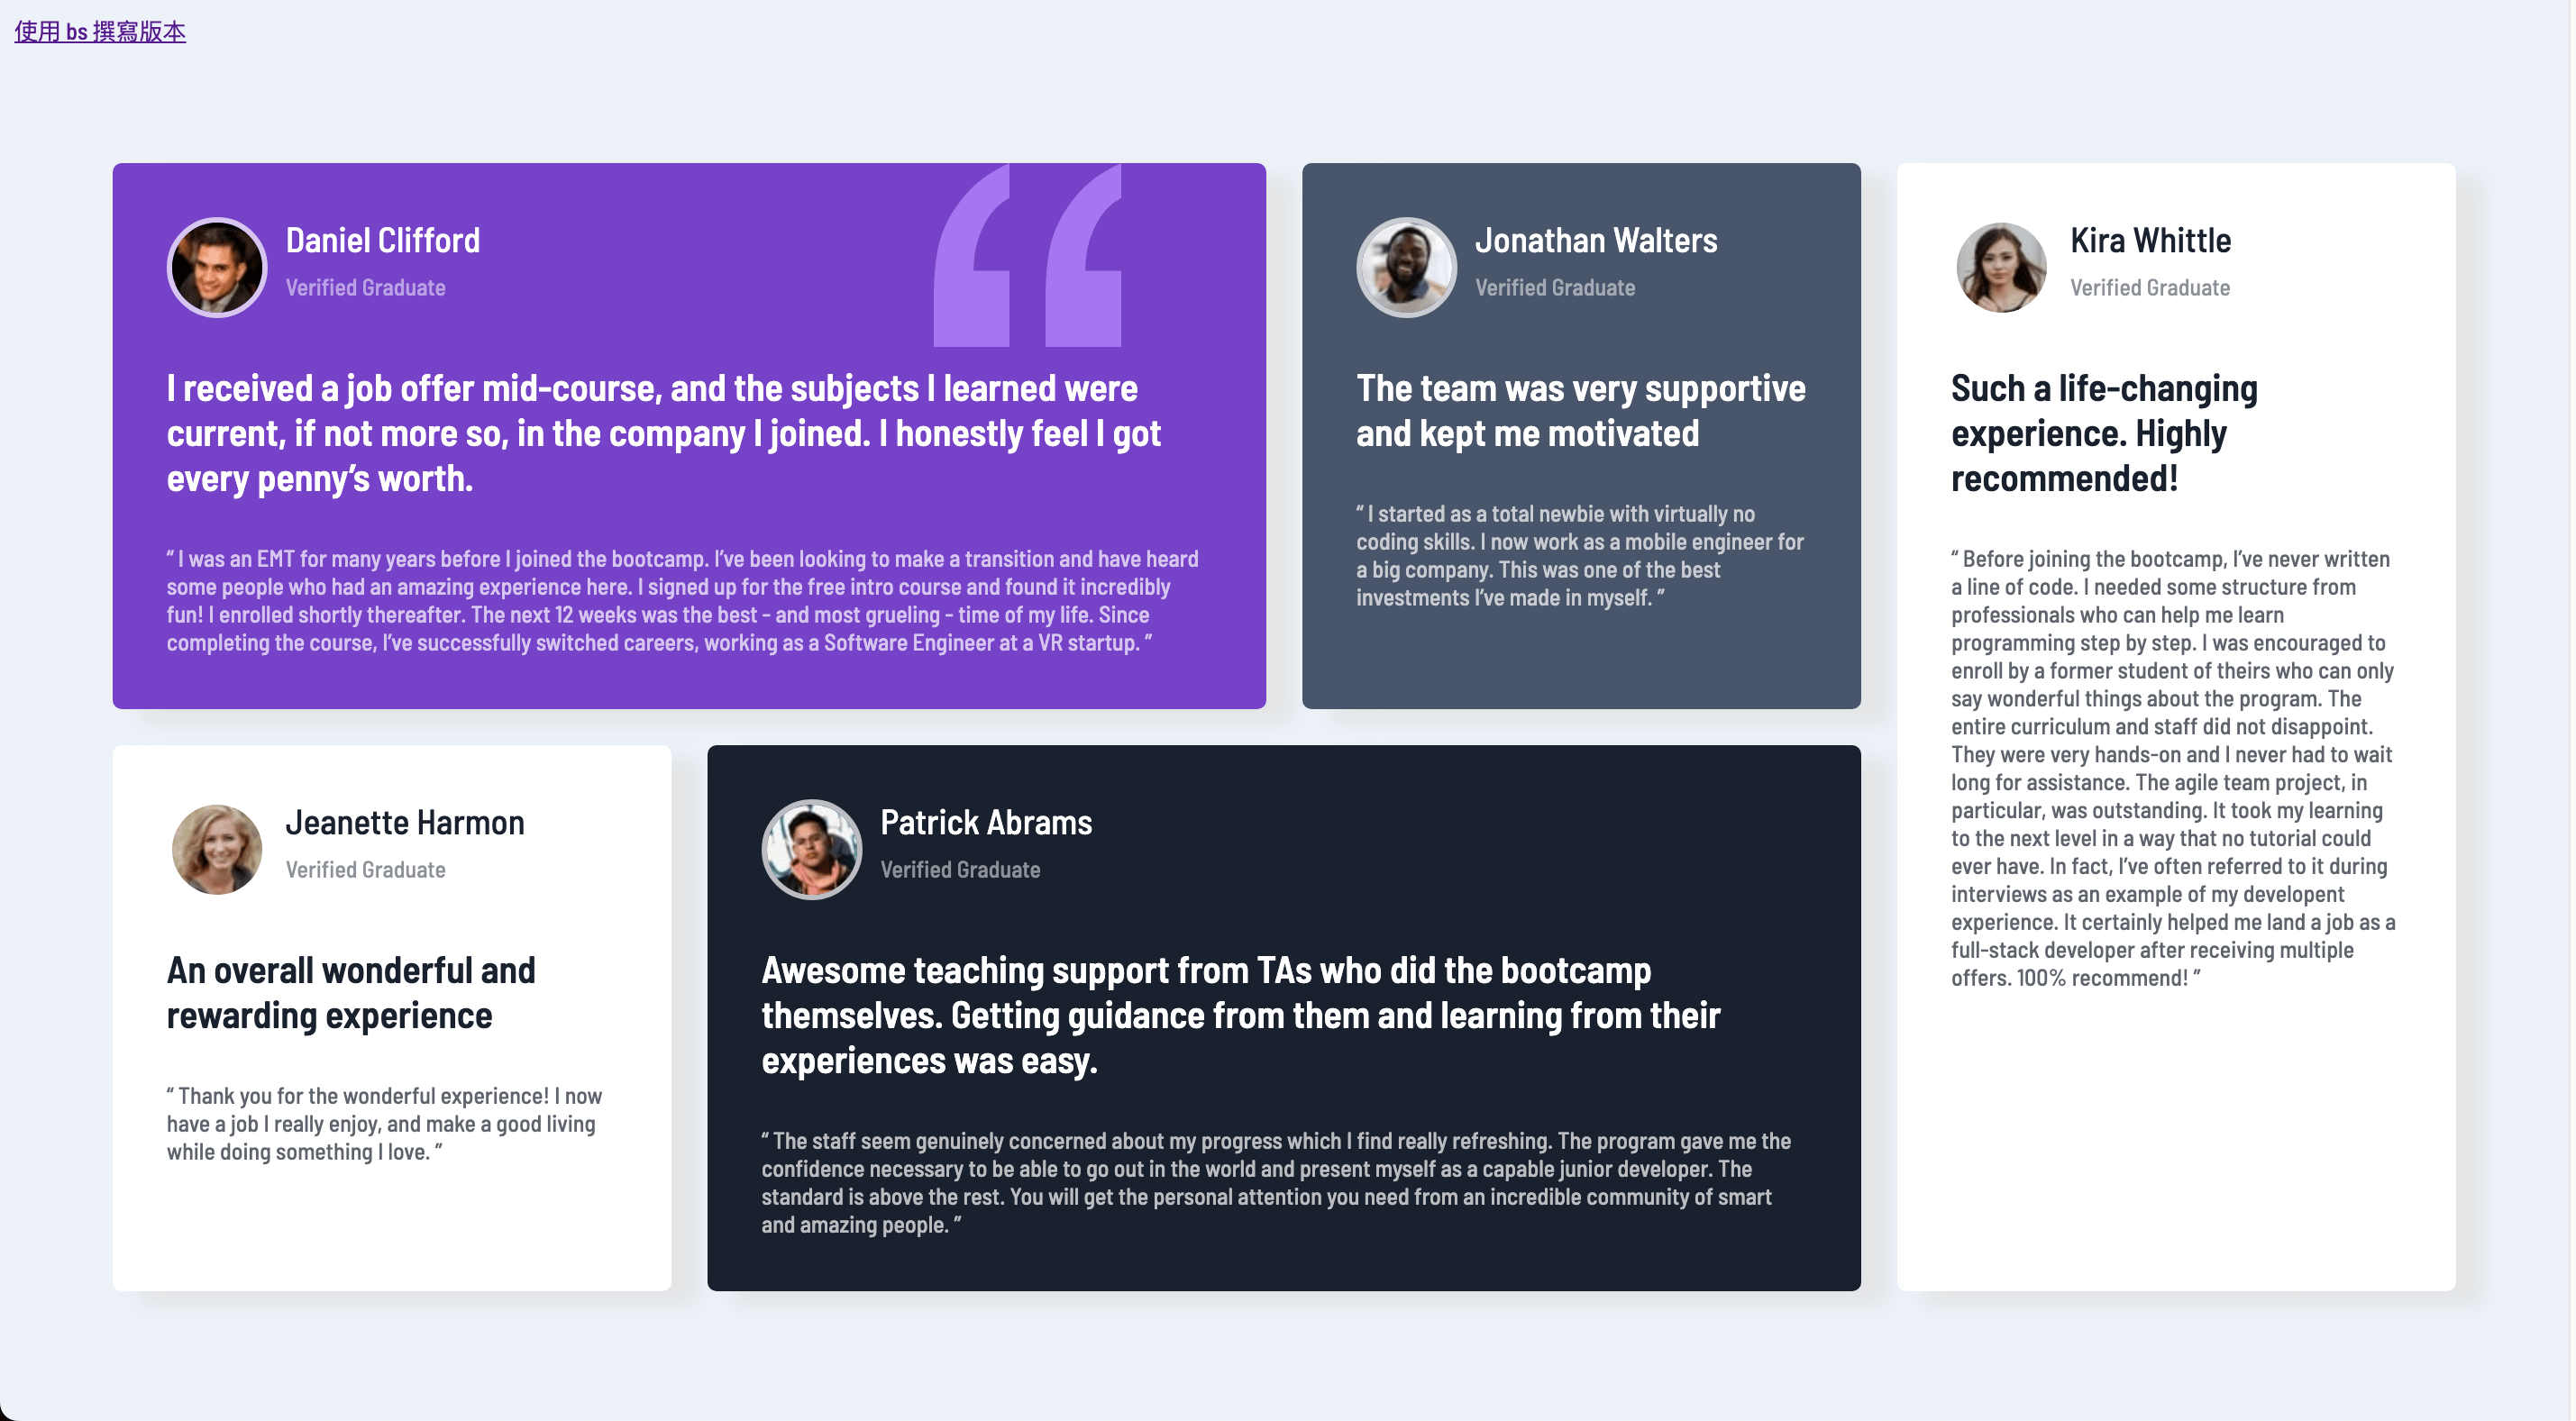 使用 bs 撰寫版本
Daniel Clifford
Verified Graduate
I received a job offer mid-course, and the subjects I learned were
current, if not more so, in the company I joined. I honestly feel I got
every penny’s worth.
“ I was an EMT for many years before I joined the bootcamp. I’ve been looking to make a transition and have heard
some people who had an amazing experience here. I signed up for the free intro course and found it incredibly
fun! I enrolled shortly thereafter. The next 12 weeks was the best - and most grueling - time of my life. Since
completing the course, I’ve successfully switched careers, working as a Software Engineer at a VR startup. ”
Jonathan Walters
Verified Graduate
The team was very supportive
and kept me motivated
“ I started as a total newbie with virtually no
coding skills. I now work as a mobile engineer for
a big company. This was one of the best
investments I’ve made in myself. ”
Kira Whittle
Verified Graduate
Such a life-changing
experience. Highly
recommended!
“ Before joining the bootcamp, I’ve never written
a line of code. I needed some structure from
professionals who can help me learn
programming step by step. I was encouraged to
enroll by a former student of theirs who can only
say wonderful things about the program. The
entire curriculum and staff did not disappoint.
They were very hands-on and I never had to wait
long for assistance. The agile team project, in
particular, was outstanding. It took my learning
to the next level in a way that no tutorial could
ever have. In fact, I’ve often referred to it during
interviews as an example of my developent
experience. It certainly helped me land a job as a
full-stack developer after receiving multiple
offers. 100% recommend! ”
Jeanette Harmon
Verified Graduate
An overall wonderful and
rewarding experience
“ Thank you for the wonderful experience! I now
have a job I really enjoy, and make a good living
while doing something I love. ”
Patrick Abrams
Verified Graduate
Awesome teaching support from TAs who did the bootcamp
themselves. Getting guidance from them and learning from their
experiences was easy.
“ The staff seem genuinely concerned about my progress which I find really refreshing. The program gave me the
confidence necessary to be able to go out in the world and present myself as a capable junior developer. The
standard is above the rest. You will get the personal attention you need from an incredible community of smart
and amazing people. ”